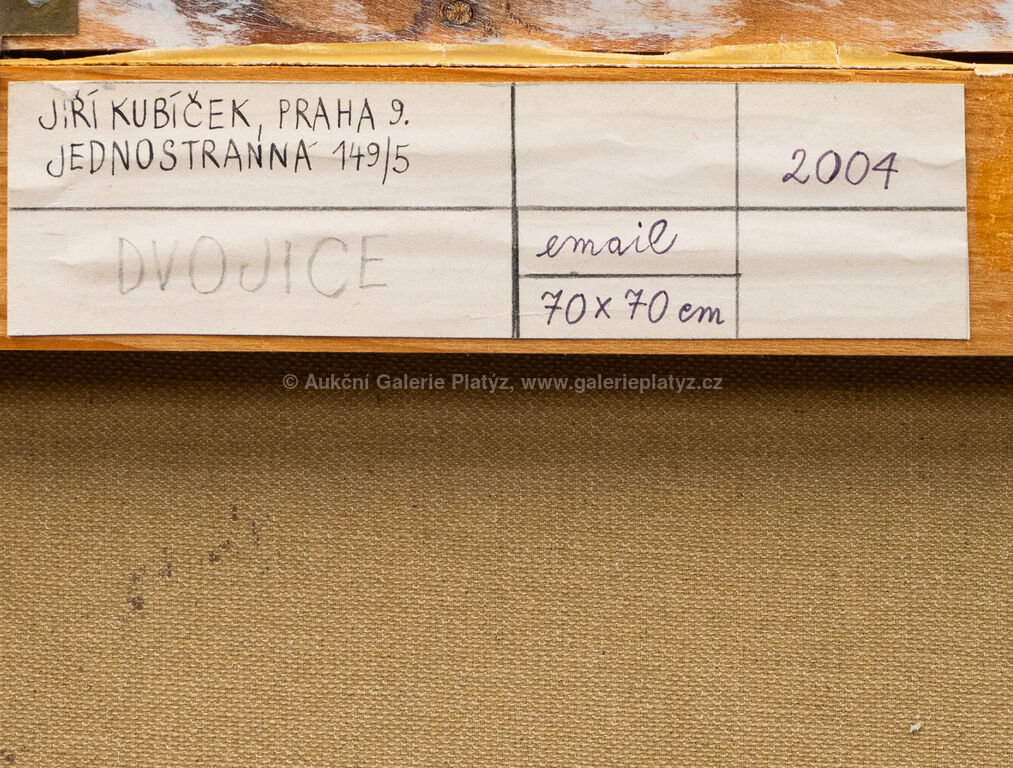 JIŘÍ KUBÍČEK, PRAHA 9.
JEDNOSTRANNÁ 149/5
2004
DVOJICE
email
70 x 70 cm
© Aukční Galerie Platýz, www.galerieplatyz.cz